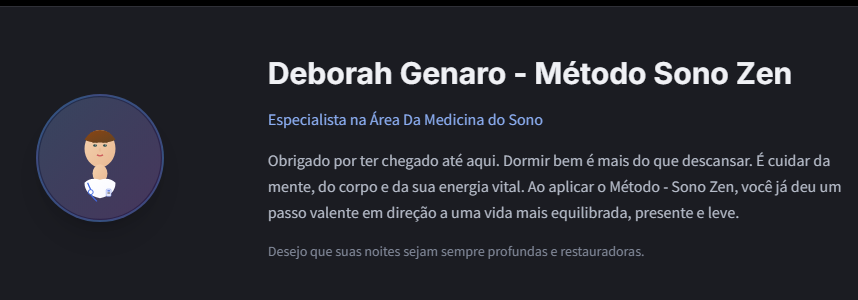 Deborah Genaro - Método Sono Zen
Especialista na Área Da Medicina do Sono
Obrigado por ter chegado até aqui. Dormir bem é mais do que descansar. É cuidar da
mente, do corpo e da sua energia vital. Ao aplicar o Método - Sono Zen, você já deu um
passo valente em direção a uma vida mais equilibrada, presente e leve.
Desejo que suas noites sejam sempre profundas e restauradoras.